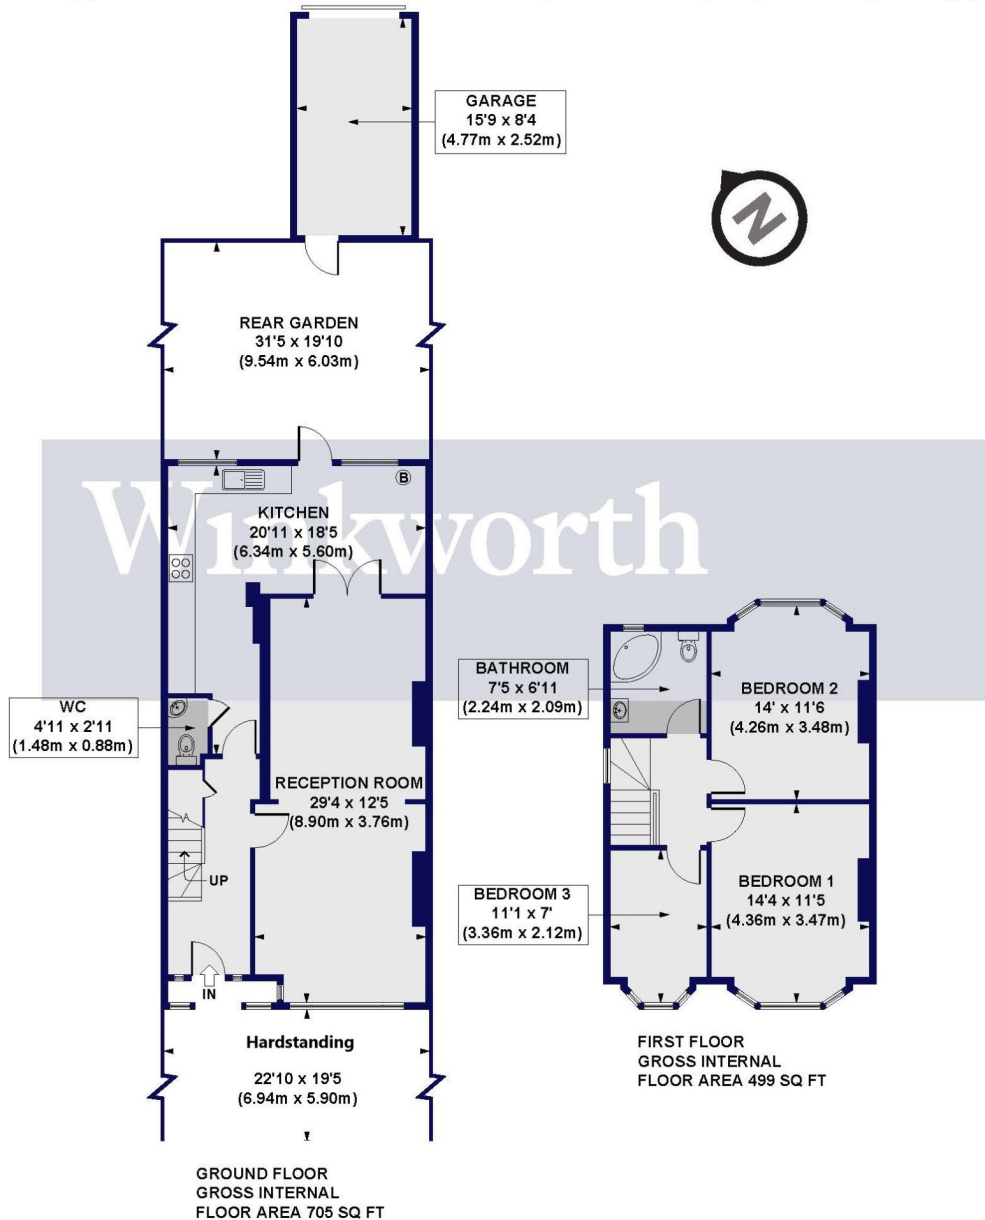 GARAGE
15'9 x 8'4
(4.77m x 2.52m)
N
REAR GARDEN
31'5 x 19'10
(9.54m x 6.03m)
B
Winkworth
KITCHEN
20'11 x 18'5
(6.34m x 5.60m)
WC
4'11 x 2'11
(1.48m x 0.88m)
RECEPTION ROOM
29'4 x 12'5
(8.90m x 3.76m)
UP
IN
Hardstanding
22'10 x 19'5
(6.94m x 5.90m)
GROUND FLOOR
GROSS INTERNAL
FLOOR AREA 705 SQ FT
BATHROOM
7'5 x 6'11
(2.24m x 2.09m)
BEDROOM 2
14' x 11'6
(4.26m x 3.48m)
BEDROOM 3
11'1 x 7'
(3.36m x 2.12m)
BEDROOM 1
14'4 x 11'5
(4.36m x 3.47m)
FIRST FLOOR
GROSS INTERNAL
FLOOR AREA 499 SQ FT